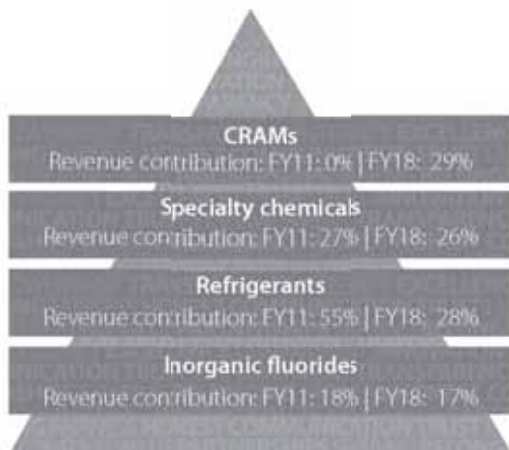 CRAMs
Revenue contribution: FY11: 0% | FY18: 29%
Specialty chemicals
Revenue contribution: FY11: 27% | FY18: 26%
Refrigerants
Revenue contribution: FY11: 55% | FY18: 28%
Inorganic fluorides
Revenue contribution: FY11: 18% | FY18: 17%